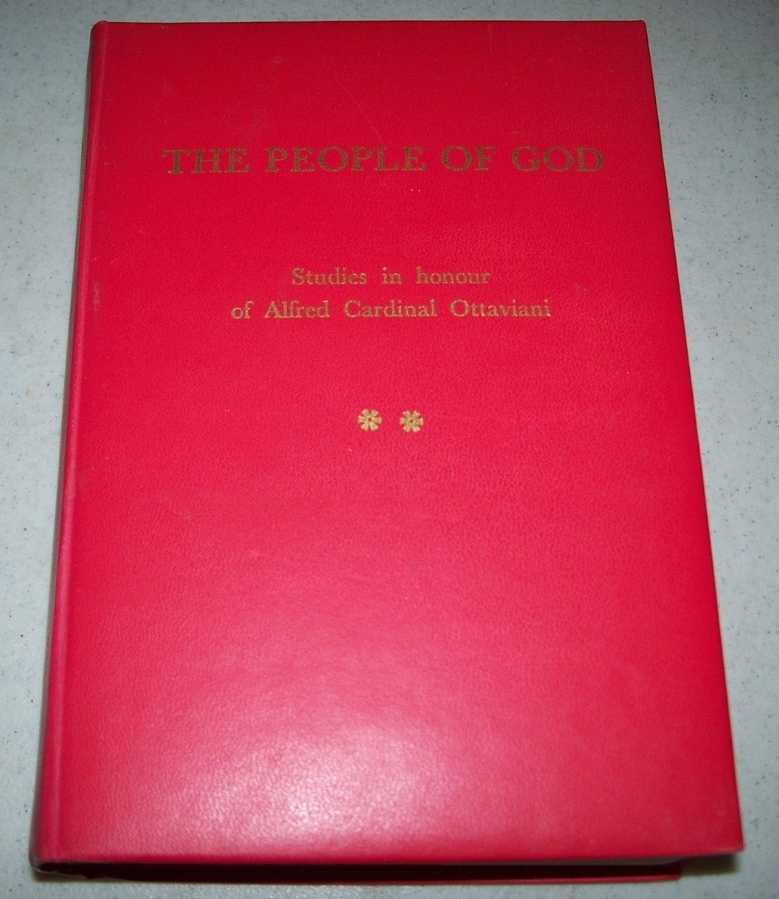 THE PEOPLE OF GOD
Studies in honour
of Alfred Cardinal Ottaviani